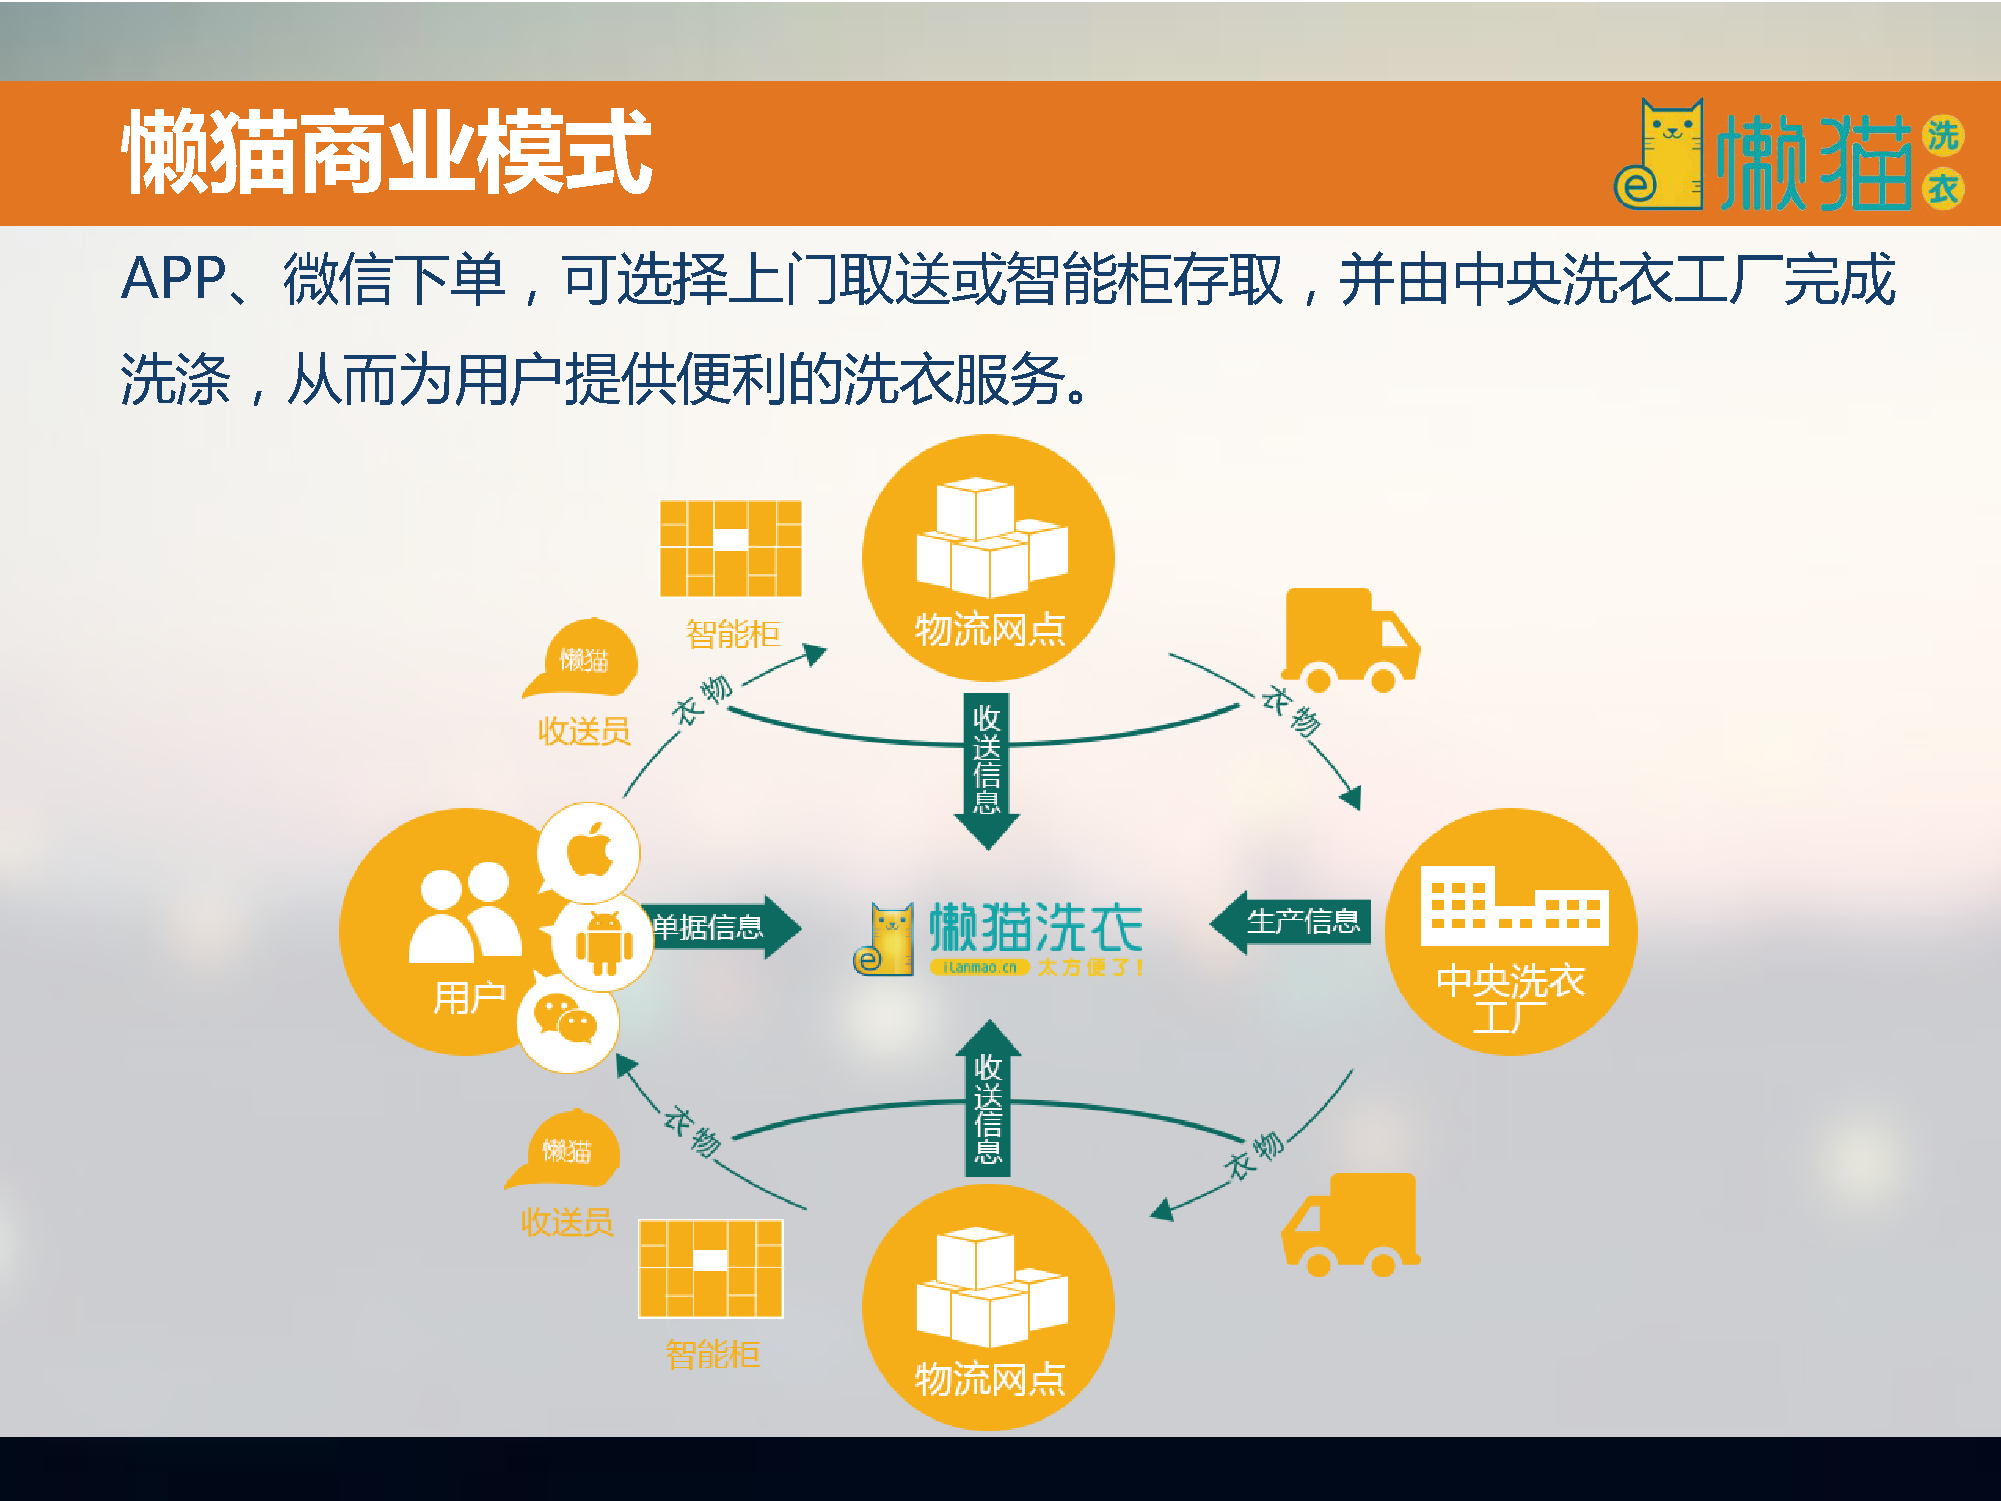 懒猫商业模式
懒猫洗衣
APP、微信下单，可选择上门取送或智能柜存取，并由中央洗衣工厂完成
洗涤，从而为用户提供便利的洗衣服务。
物流网点
智能柜
懒猫
收送员
衣物
衣物
收送信息
用户
单据信息
懒猫洗衣
ilanmao.cn 太方便了！
生产信息
中央洗衣
工厂
收送信息
衣物
衣物
懒猫
收送员
智能柜
物流网点